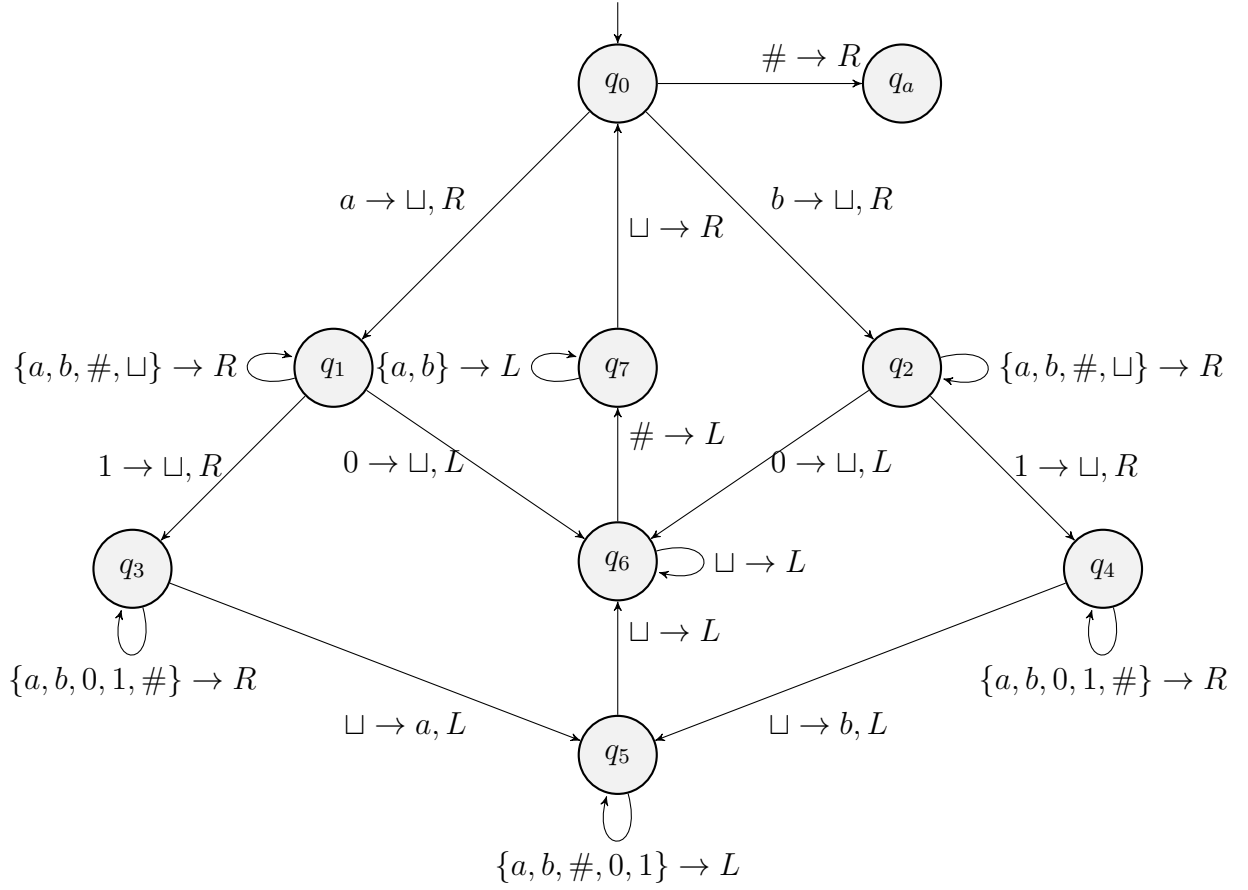 # → R
q₀
qₐ
a → ⊔, R
b → ⊔, R
⊔ → R
{a, b, #, ⊔} → R
q₁
{a, b} → L
q₇
q₂
{a, b, #, ⊔} → R
# → L
1 → ⊔, R
0 → ⊔, L
0 → ⊔, L
1 → ⊔, R
q₃
q₆
⊔ → L
q₄
⊔ → L
{a, b, 0, 1, #} → R
{a, b, 0, 1, #} → R
⊔ → a, L
⊔ → b, L
q₅
{a, b, #, 0, 1} → L